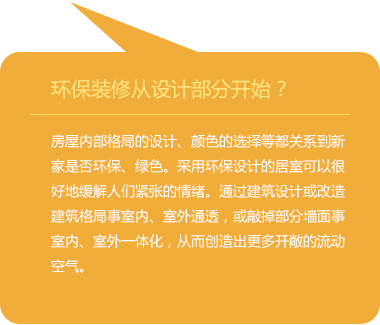 环保装修从设计部分开始？
房屋内部格局的设计、颜色的选择等都关系到新
家是否环保、绿色。采用环保设计的居室可以很
好地缓解人们紧张的情绪。通过建筑设计或改造
建筑格局事室内、室外通透，或敲掉部分墙面事
室内、室外一体化，从而创造出更多开敞的流动
空气。